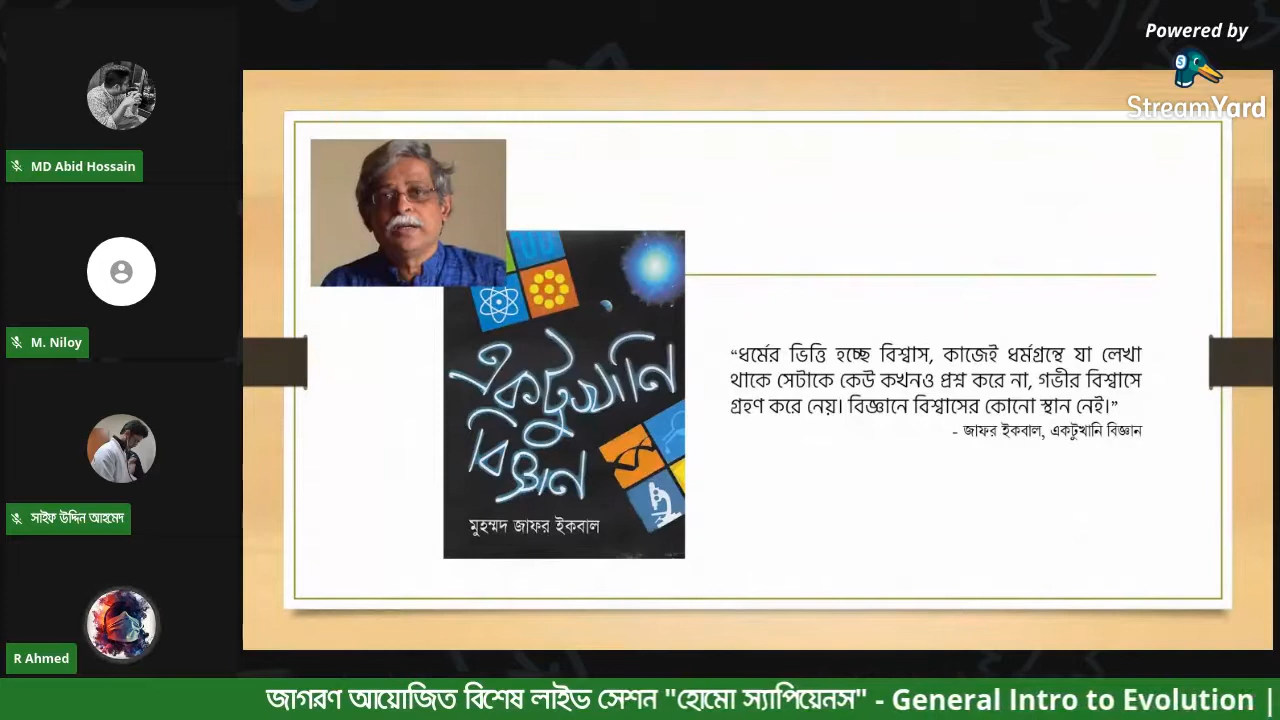 Powered by
StreamYard
MD Abid Hossain
M. Niloy
সাইফ উদ্দিন আহমেদ
R Ahmed
একটুখানি
বিজ্ঞান
মুহম্মদ জাফর ইকবাল
“ধর্মের ভিত্তি হচ্ছে বিশ্বাস, কাজেই ধর্মগ্রন্থে যা লেখা
থাকে সেটাকে কেউ কখনও প্রশ্ন করে না, গভীর বিশ্বাসে
গ্রহণ করে নেয়। বিজ্ঞানে বিশ্বাসের কোনো স্থান নেই।”
- জাফর ইকবাল, একটুখানি বিজ্ঞান
জাগরণ আয়োজিত বিশেষ লাইভ সেশন "হোমো স্যাপিয়েনস" - General Intro to Evolution |